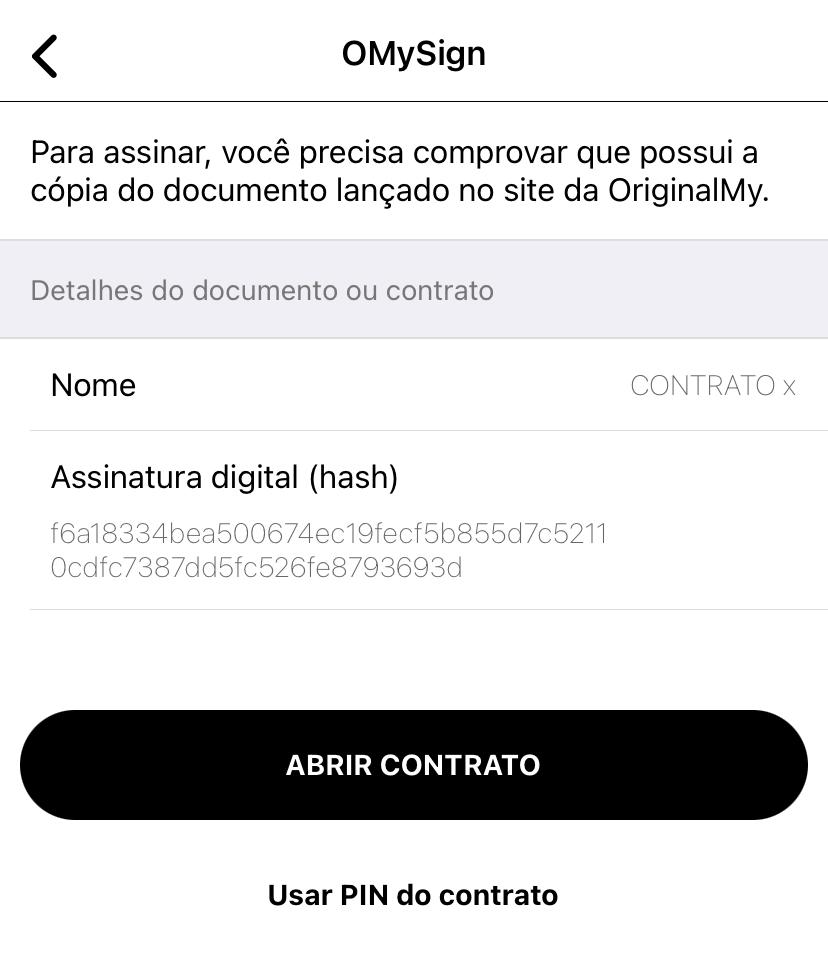 OMySign
Para assinar, você precisa comprovar que possui a
cópia do documento lançado no site da OriginalMy.
Detalhes do documento ou contrato
Nome
CONTRATO x
Assinatura digital (hash)
f6a18334bea500674ec19fecf5b855d7c5211
0cdfc7387dd5fc526fe8793693d
ABRIR CONTRATO
Usar PIN do contrato